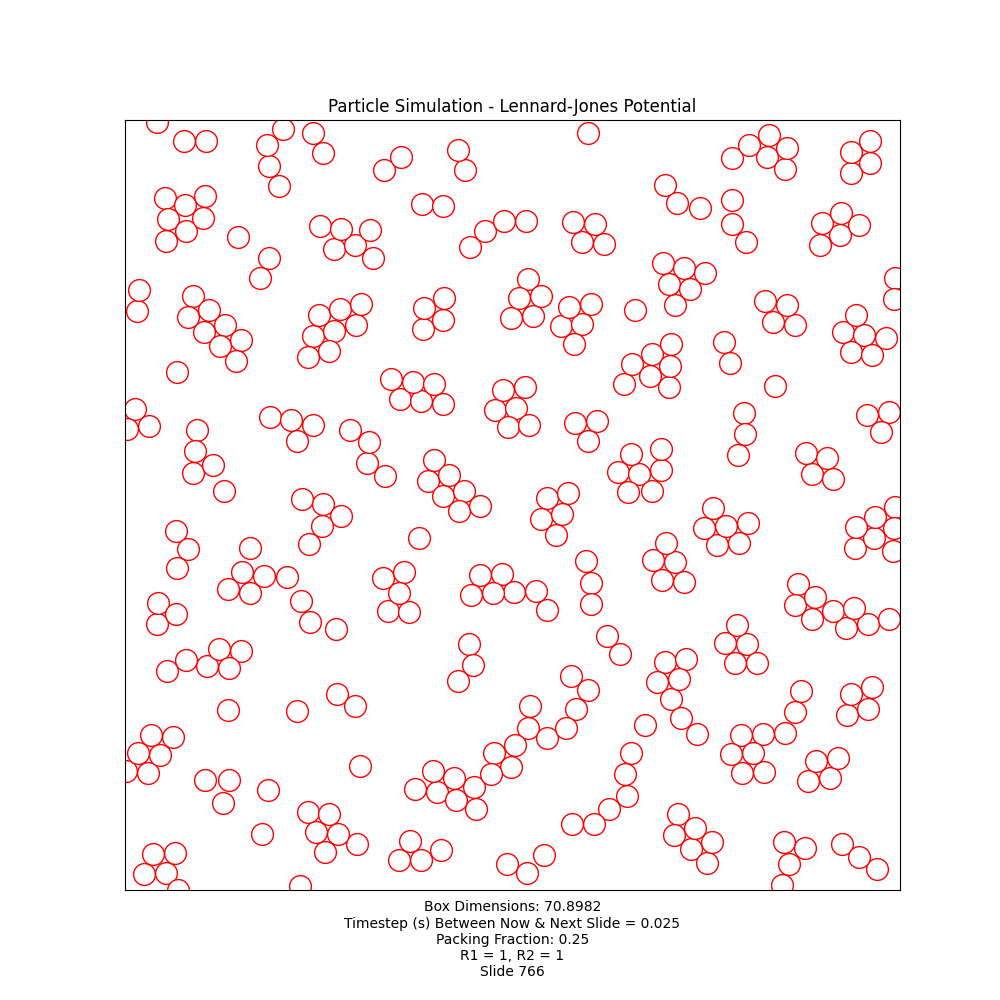 Particle Simulation - Lennard-Jones Potential
Box Dimensions: 70.8982
Timestep (s) Between Now & Next Slide = 0.025
Packing Fraction: 0.25
R1 = 1, R2 = 1
Slide 766